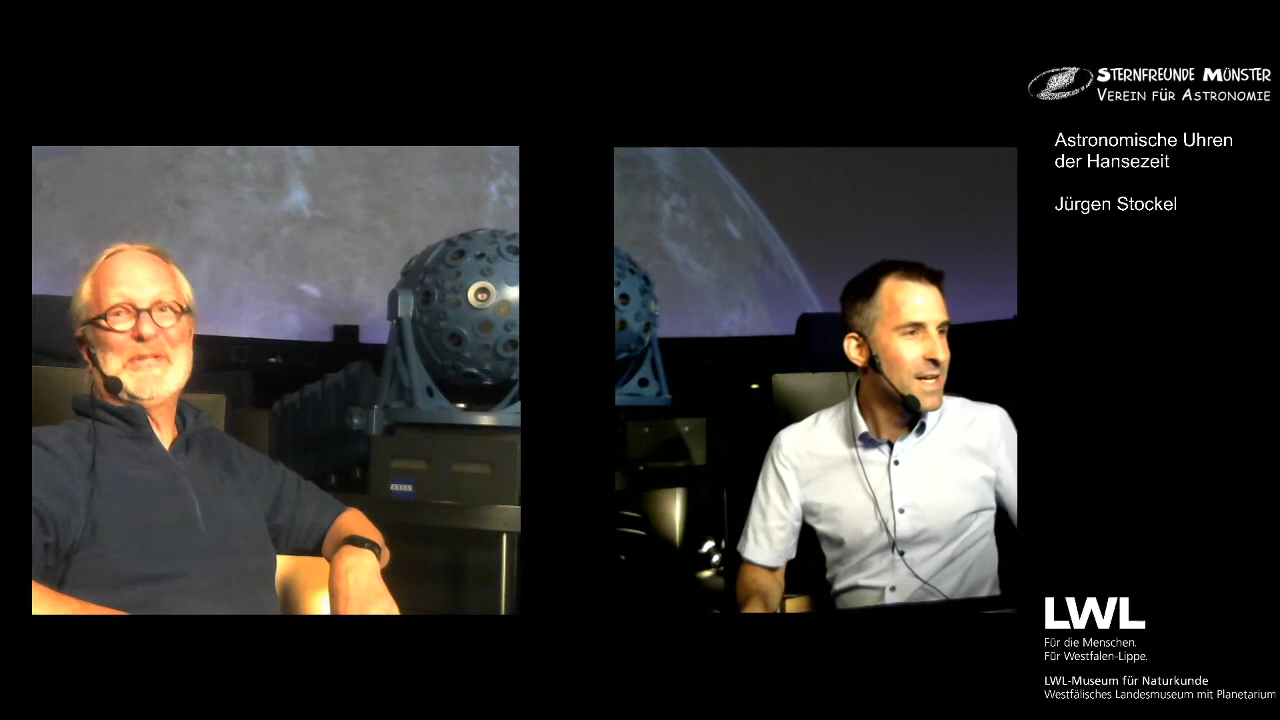 STERNFREUNDE MÜNSTER
VEREIN FÜR ASTRONOMIE
Astronomische Uhren
der Hansezeit
Jürgen Stockel
ZEISS
LWL
Für die Menschen.
Für Westfalen-Lippe.
LWL-Museum für Naturkunde
Westfälisches Landesmuseum mit Planetarium